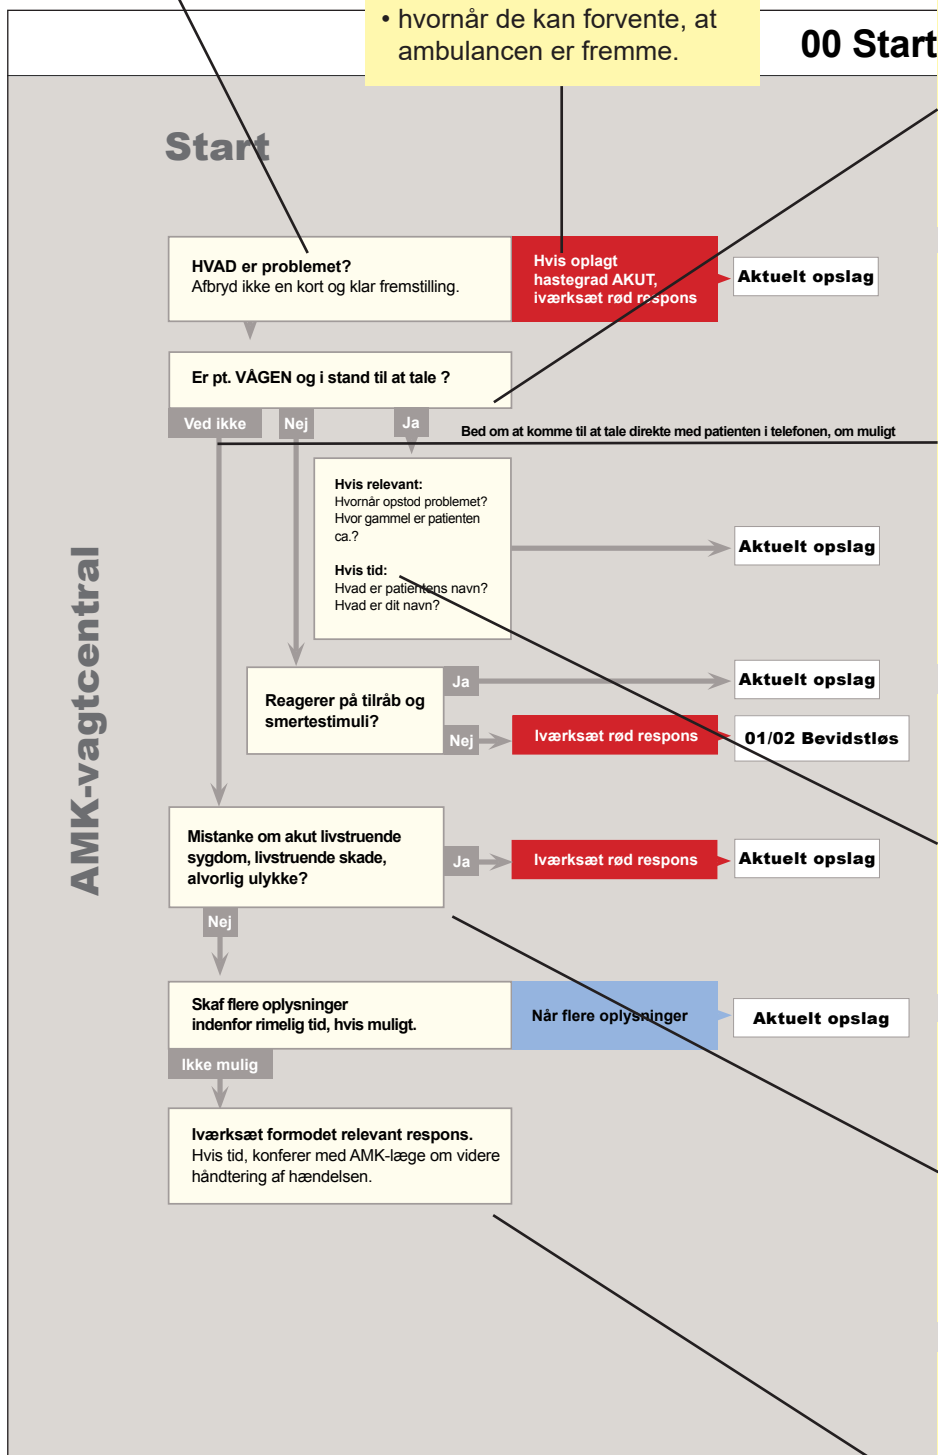 • hvornår de kan forvente, at
ambulancen er fremme.
00 Start
Start
HVAD er problemet?
Afbryd ikke en kort og klar fremstilling.
Hvis oplagt
hastegrad AKUT,
iværksæt rød respons
Aktuelt opslag
Er pt. VÅGEN og i stand til at tale ?
Ved ikke
Nej
Ja
Bed om at komme til at tale direkte med patienten i telefonen, om muligt
Hvis relevant:
Hvornår opstod problemet?
Hvor gammel er patienten
ca.?
Hvis tid:
Hvad er patientens navn?
Hvad er dit navn?
Aktuelt opslag
AMK-vagtcentral
Reagerer på tilråb og
smertestimuli?
Ja
Aktuelt opslag
Nej
Iværksæt rød respons
01/02 Bevidstløs
Mistanke om akut livstruende
sygdom, livstruende skade,
alvorlig ulykke?
Ja
Iværksæt rød respons
Aktuelt opslag
Nej
Skaf flere oplysninger
indenfor rimelig tid, hvis muligt.
Når flere oplysninger
Aktuelt opslag
Ikke mulig
Iværksæt formodet relevant respons.
Hvis tid, konferer med AMK-læge om videre
håndtering af hændelsen.